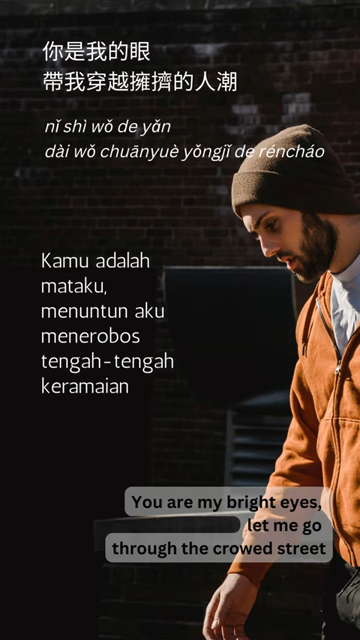 你是我的眼
帶我穿越擁擠的人潮
nǐ shì wǒ de yǎn
dài wǒ chuānyuè yǒngjǐ de réncháo
Kamu adalah
mataku,
menuntun aku
menerobos
tengah-tengah
keramaian
You are my bright eyes,
let me go
through the crowed street